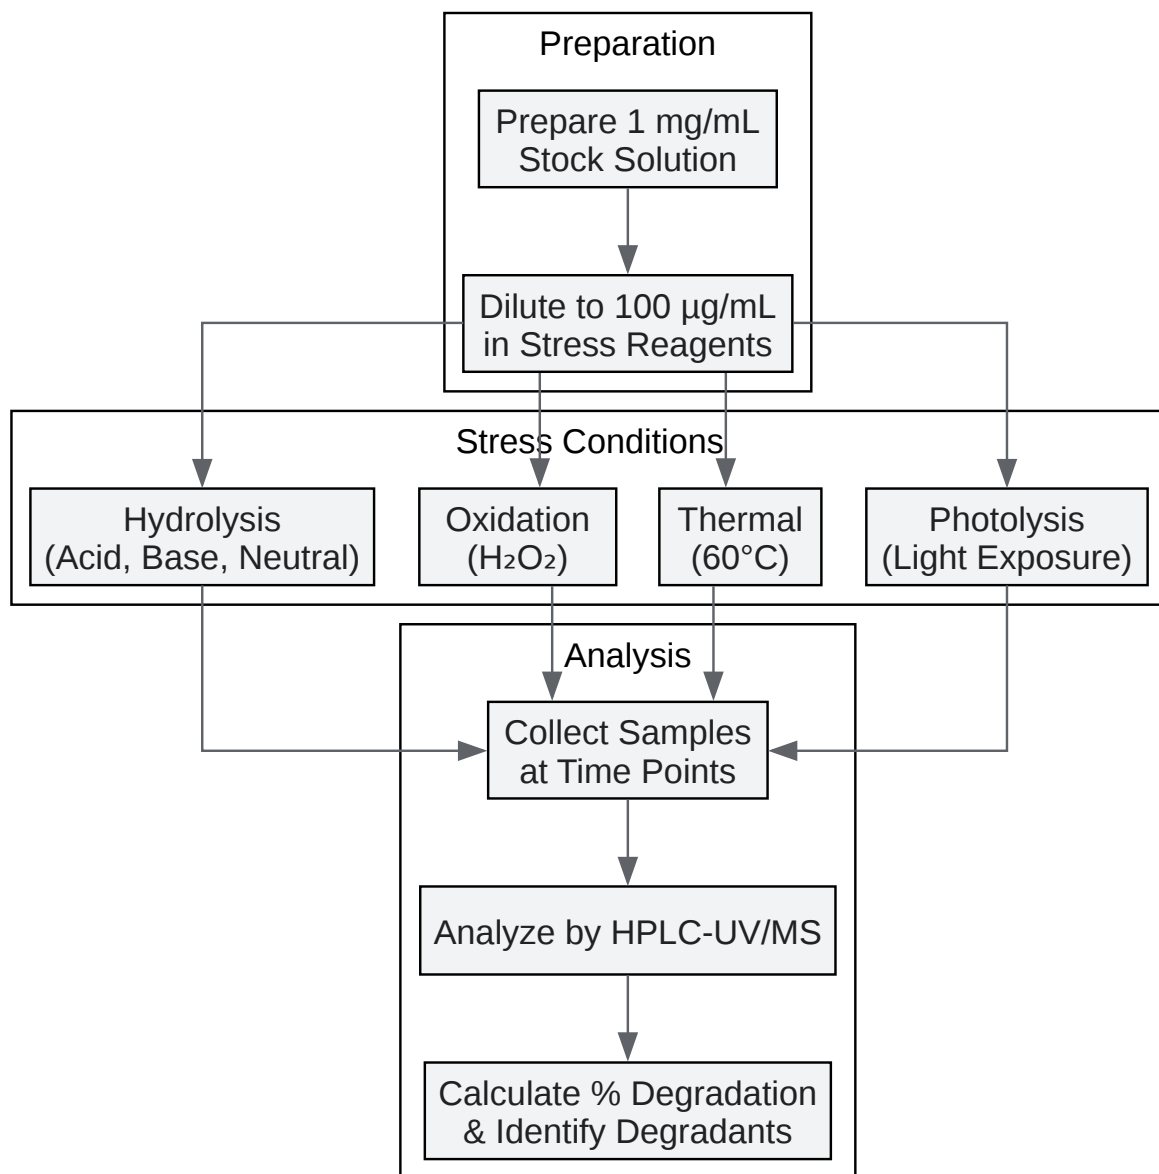 Preparation
Prepare 1 mg/mL
Stock Solution
Dilute to 100 µg/mL
in Stress Reagents
Stress Conditions
Hydrolysis
(Acid, Base, Neutral)
Oxidation
(H₂O₂)
Thermal
(60°C)
Photolysis
(Light Exposure)
Analysis
Collect Samples
at Time Points
Analyze by HPLC-UV/MS
Calculate % Degradation
& Identify Degradants